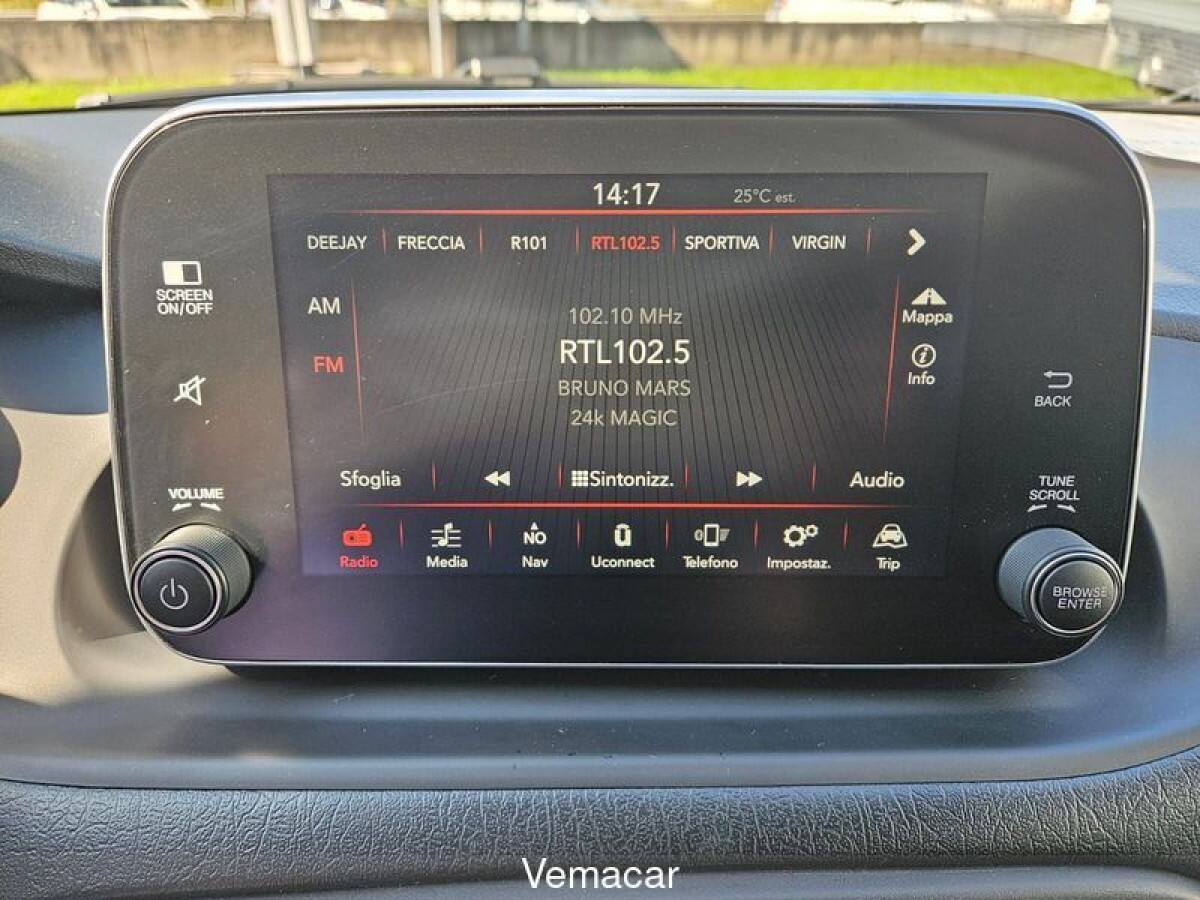 14:17 25°C est.
DEEJAY FRECCIA R101 RTL102.5 SPORTIVA VIRGIN
SCREEN
ON/OFF
AM
FM
102.10 MHz
RTL102.5
BRUNO MARS
24k MAGIC
Mappa
Info
BACK
Sfoglia Sintonizz. Audio
VOLUME
TUNE
SCROLL
NO
Radio Media Nav Uconnect Telefono Impostaz. Trip
BROWSE
ENTER
Vemacar